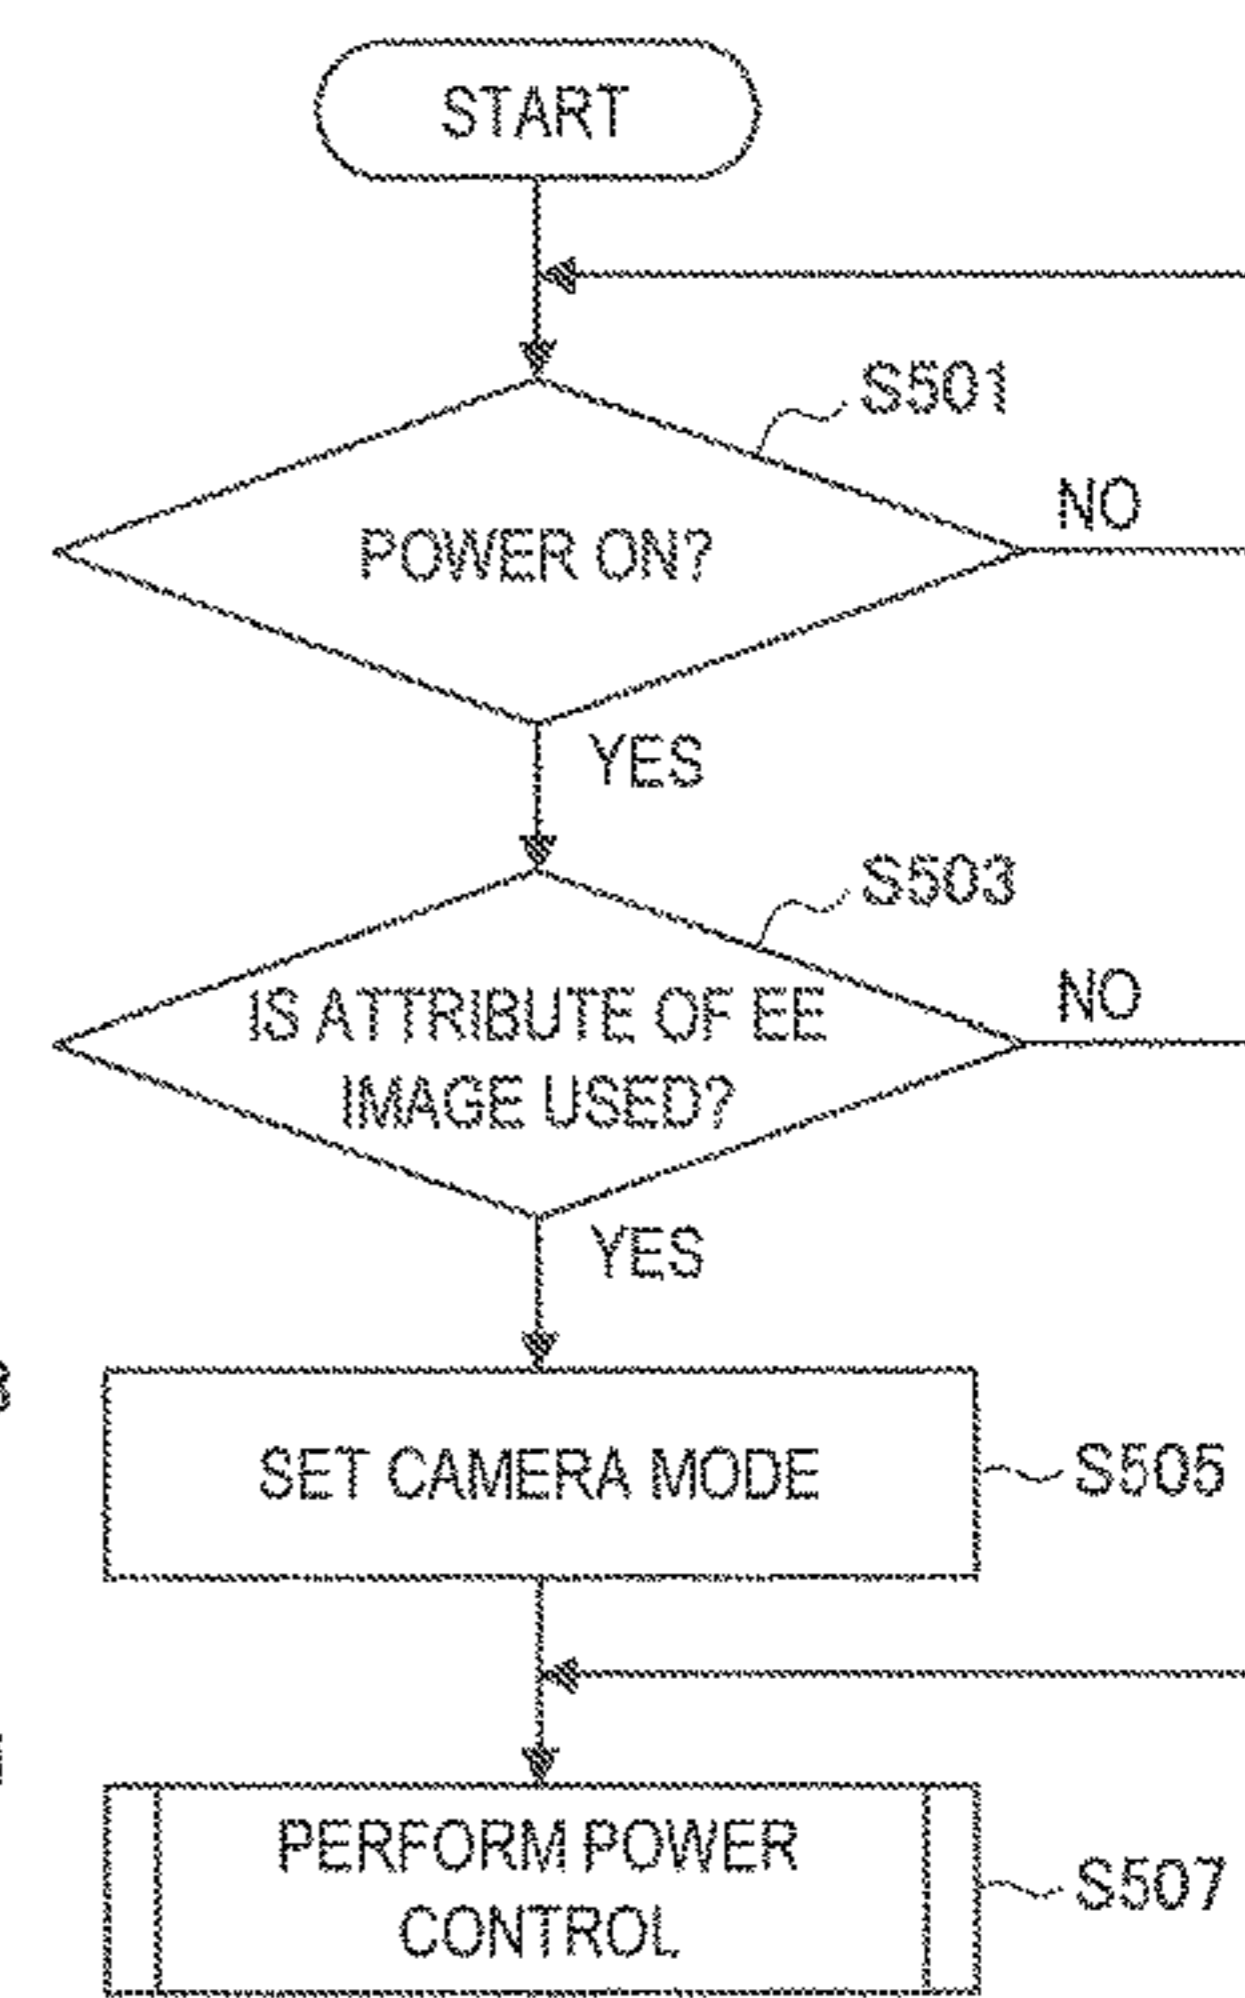 START
S501
POWER ON?
NO
YES
S503
IS ATTRIBUTE OF EE
IMAGE USED?
NO
YES
SET CAMERA MODE
S505
PERFORM POWER
CONTROL
S507